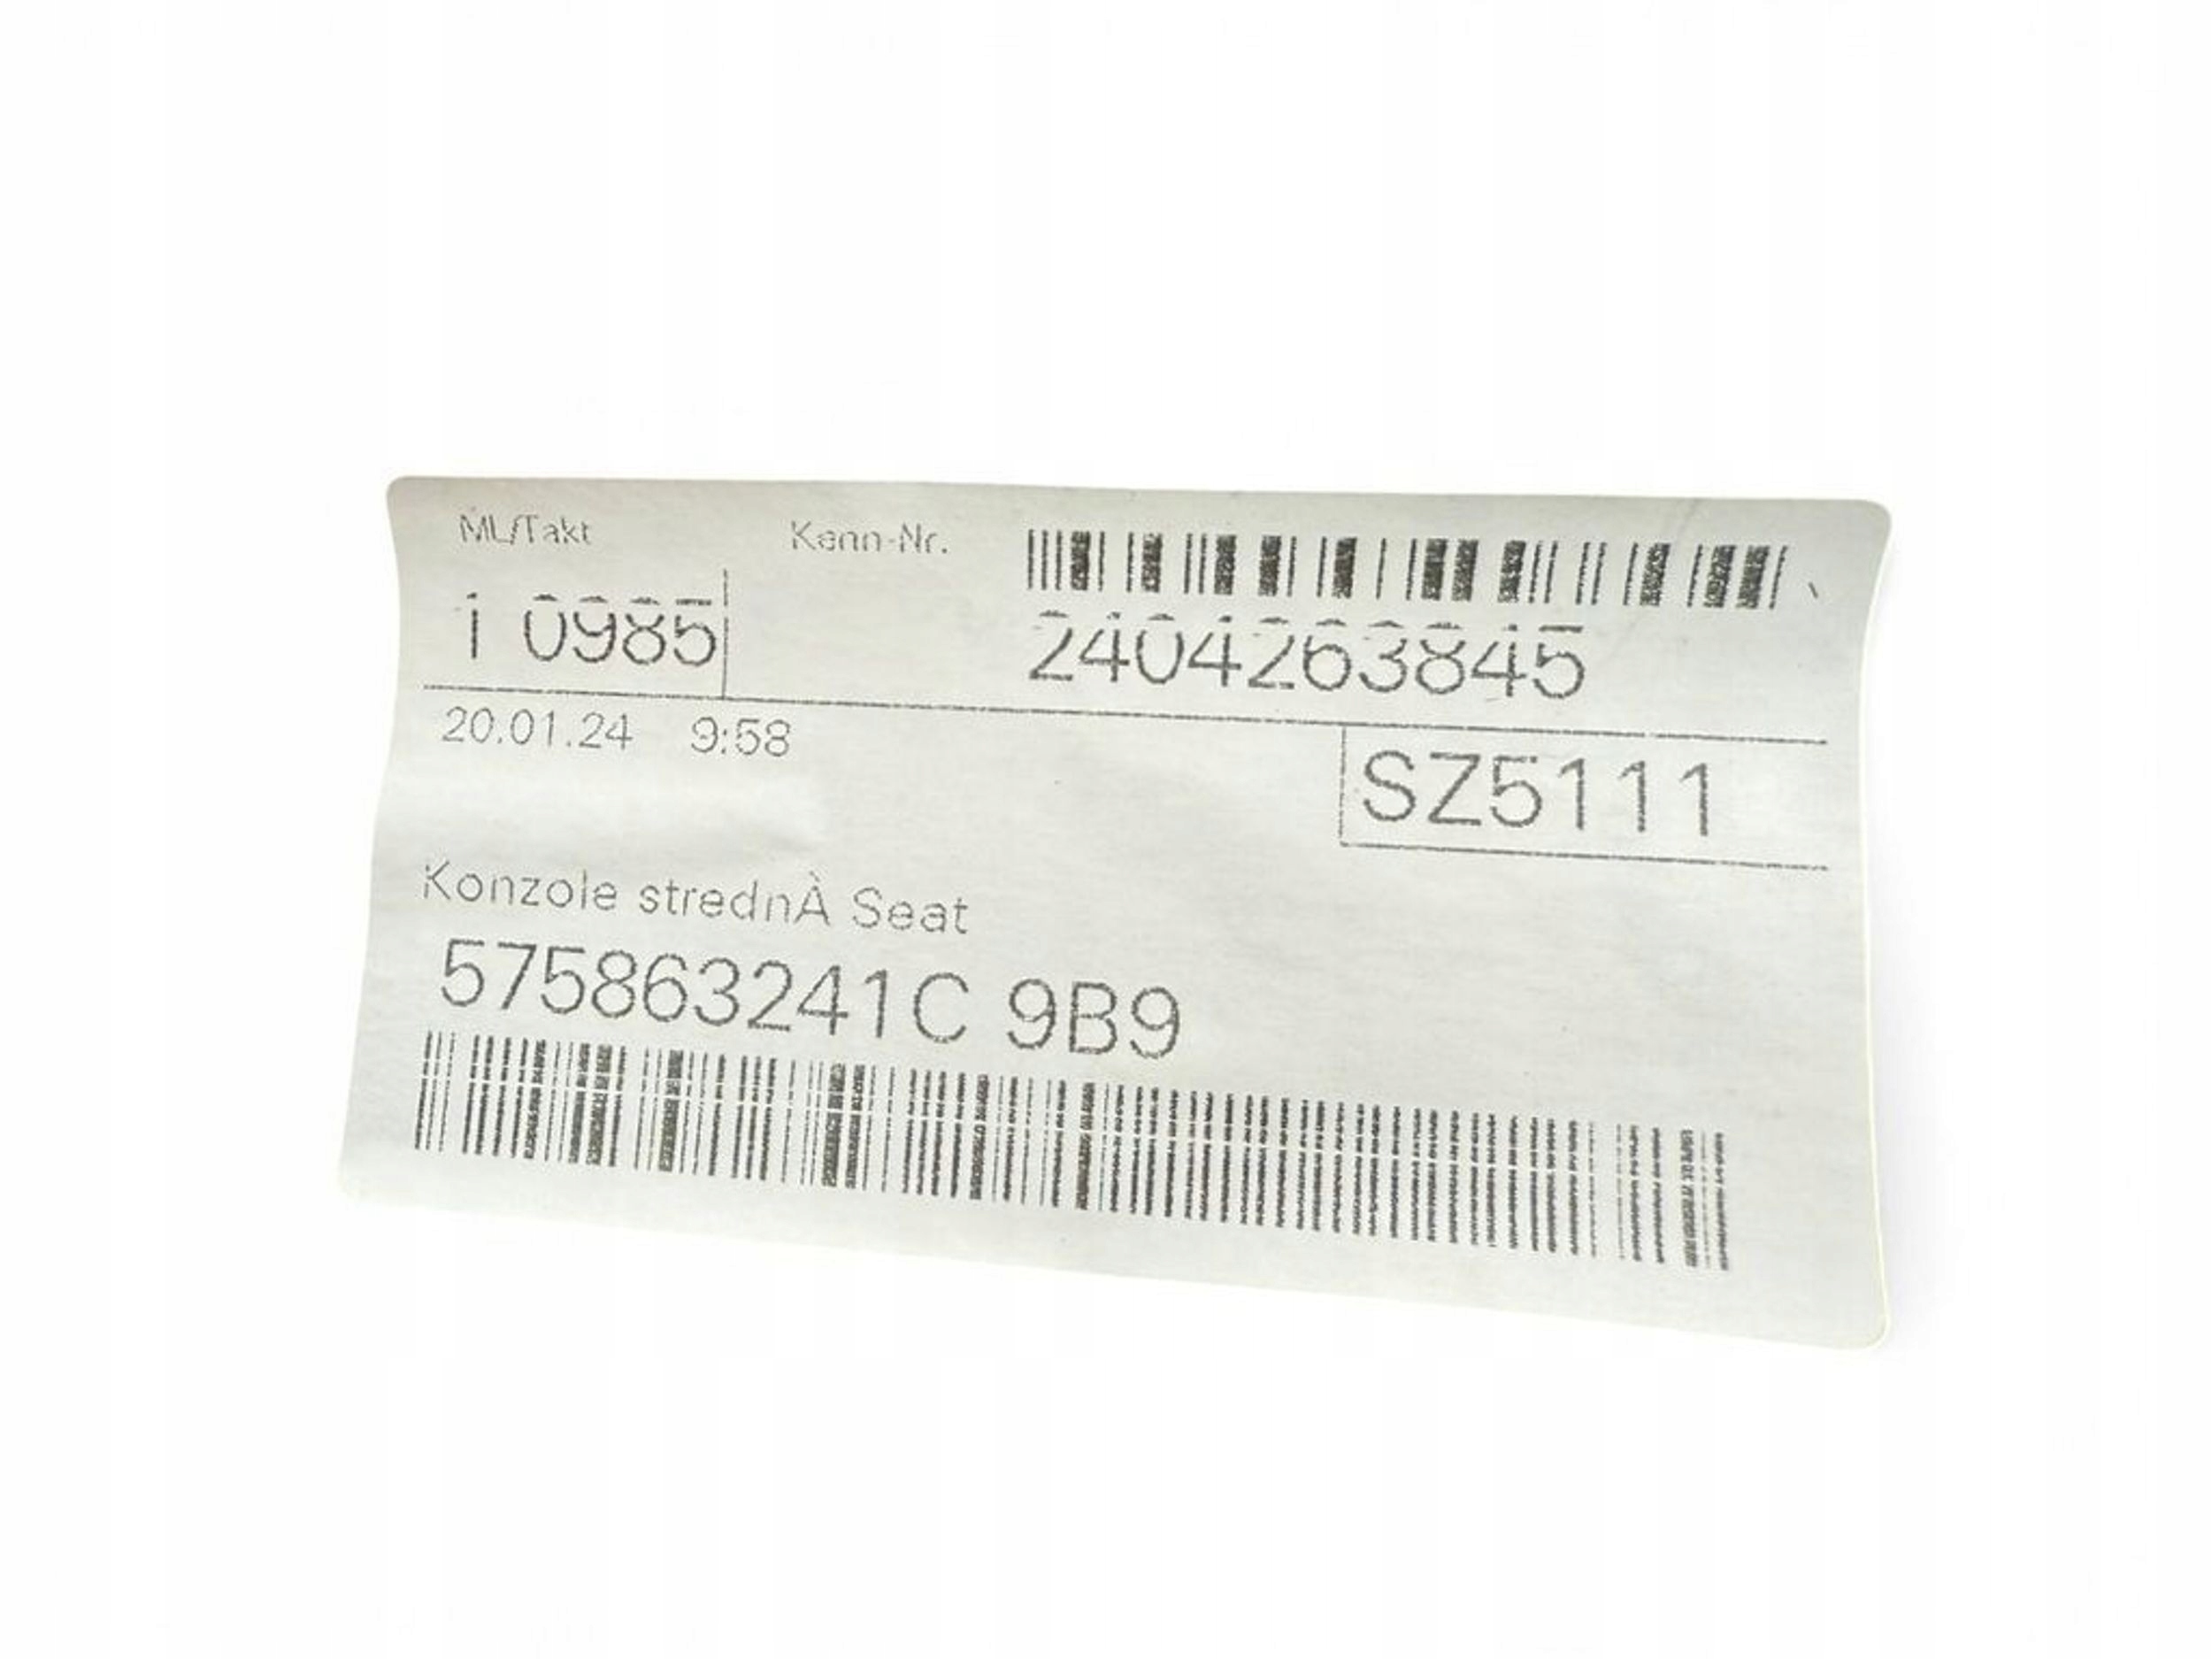 ML/Takt Kenn-Nr.
1 0985 2404263845
20.01.24 9:58
SZ5111
Konzole strednÀ Seat
575863241C 9B9